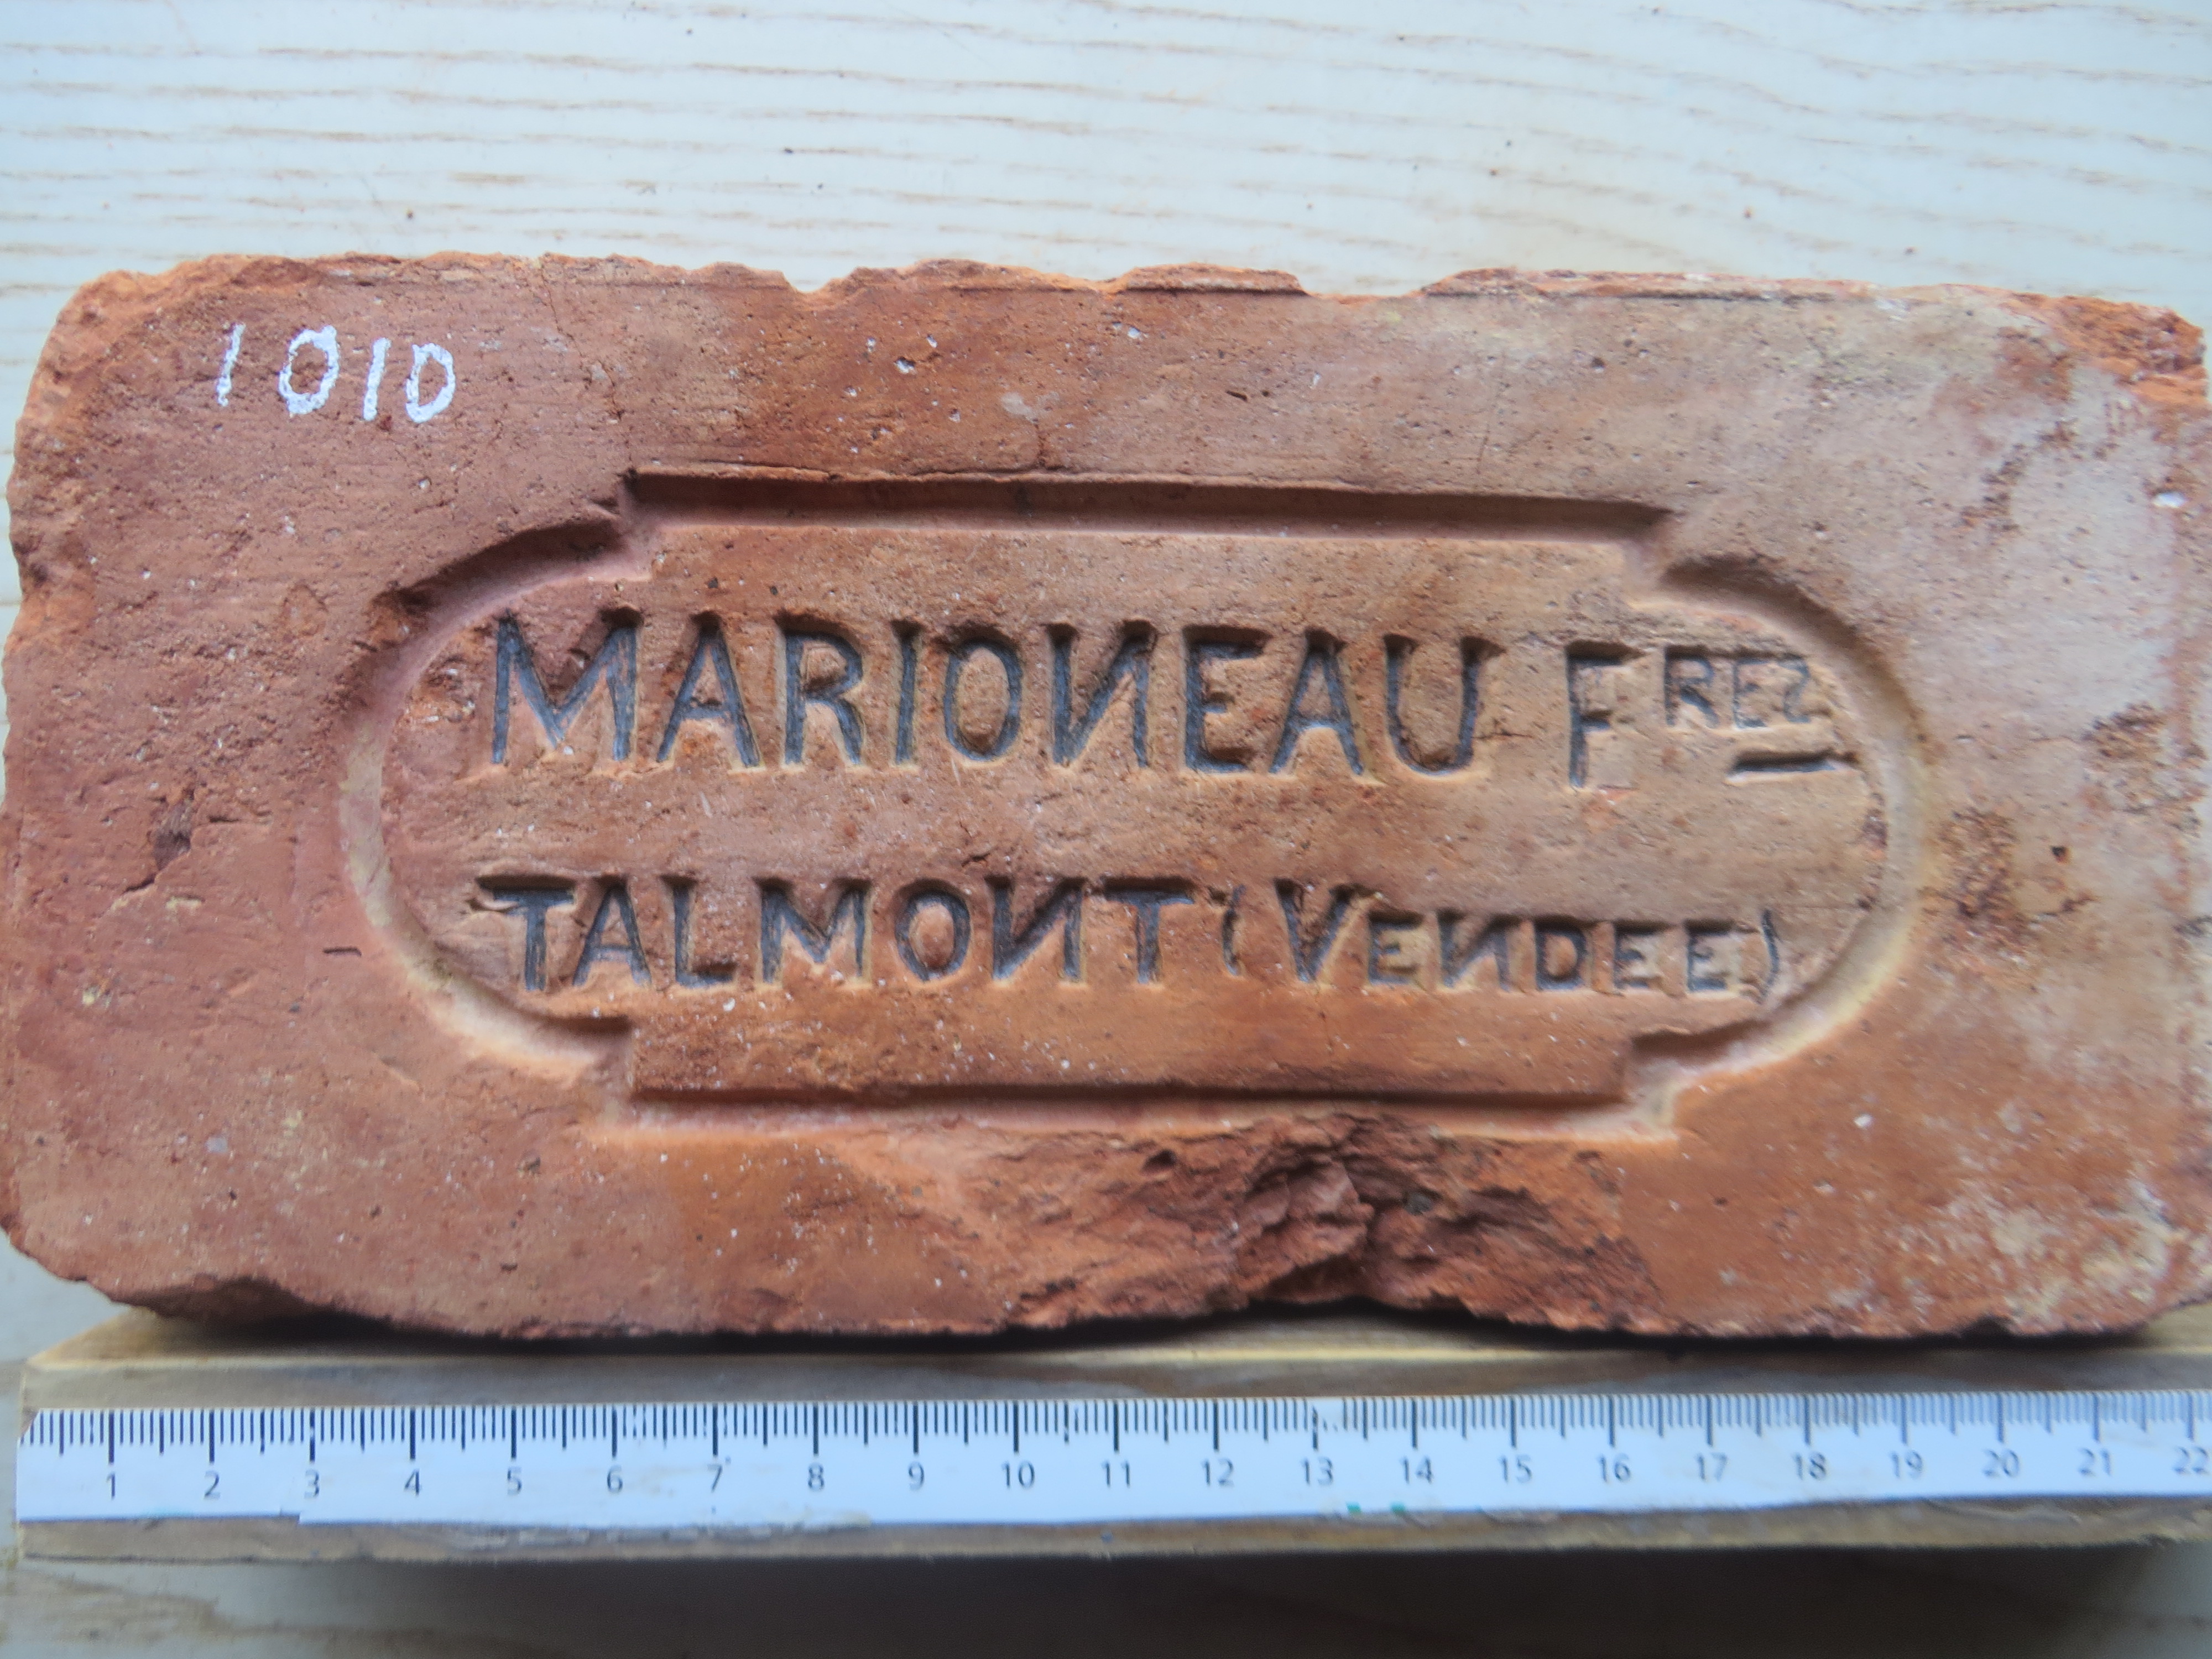 1010
MARIONEAU FRES
TALMONT (VENDEE)
1 2 3 4 5 6 7 8 9 10 11 12 13 14 15 16 17 18 19 20 21 22